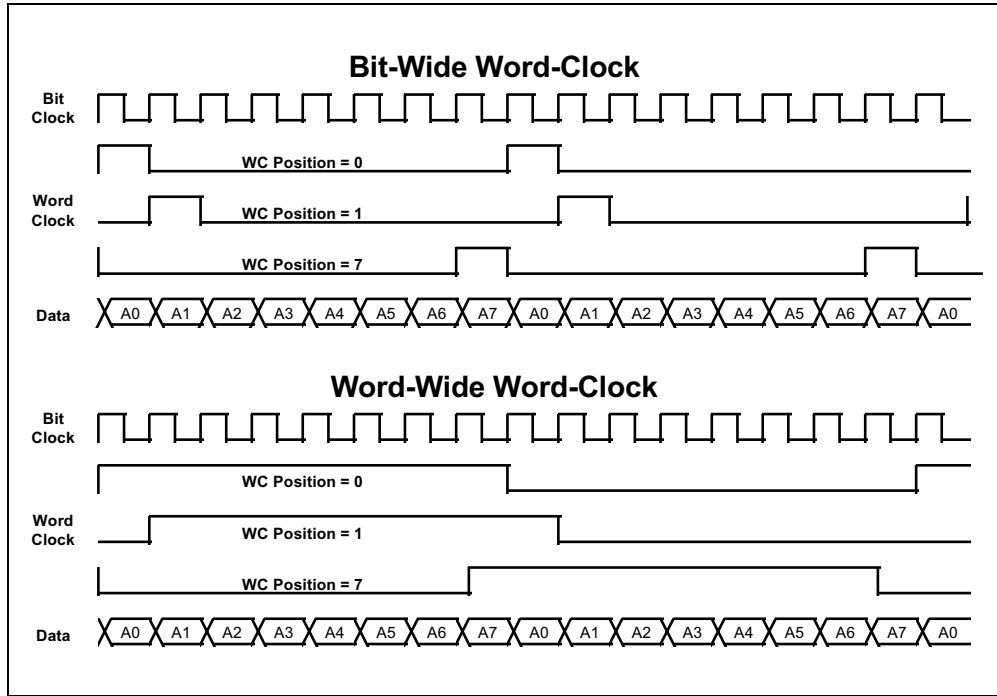 Bit-Wide Word-Clock
Bit
Clock
WC Position = 0
Word
Clock
WC Position = 1
WC Position = 7
Data A0 A1 A2 A3 A4 A5 A6 A7 A0 A1 A2 A3 A4 A5 A6 A7 A0
Word-Wide Word-Clock
Bit
Clock
WC Position = 0
Word
Clock
WC Position = 1
WC Position = 7
Data A0 A1 A2 A3 A4 A5 A6 A7 A0 A1 A2 A3 A4 A5 A6 A7 A0